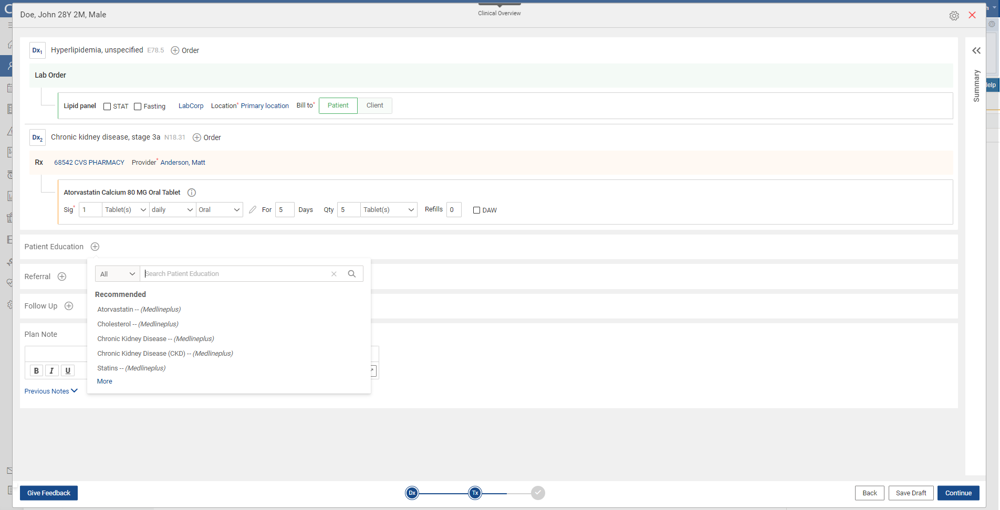 Doe, John 28Y 2M, Male
Clinical Overview
Dx1 Hyperlipidemia, unspecified E78.5 Order
Lab Order
Lipid panel STAT Fasting LabCorp Location* Primary location Bill to* Patient Client
Dx2 Chronic kidney disease, stage 3a N18.31 Order
Rx 68542 CVS PHARMACY Provider* Anderson, Matt
Atorvastatin Calcium 80 MG Oral Tablet
Sig* 1 Tablet(s) daily Oral For 5 Days Qty 5 Tablet(s) Refills 0 DAW
Patient Education
All Search Patient Education
Recommended
Atorvastatin -- (Medlineplus)
Cholesterol -- (Medlineplus)
Chronic Kidney Disease -- (Medlineplus)
Chronic Kidney Disease (CKD) -- (Medlineplus)
Statins -- (Medlineplus)
More
Referral
Follow Up
Plan Note
B I U
Previous Notes
Summary
Give Feedback
Dx Tx
Back Save Draft Continue